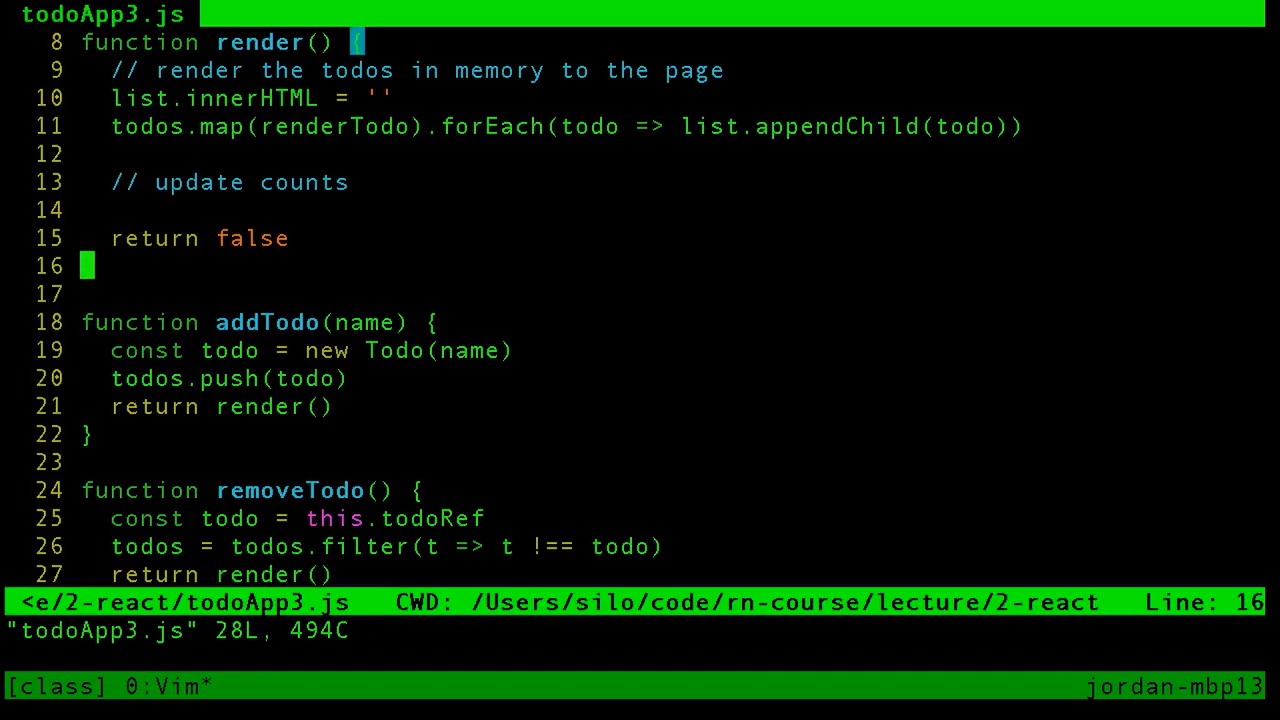 todoApp3.js
8 function render() {
9   // render the todos in memory to the page
10   list.innerHTML = ''
11   todos.map(renderTodo).forEach(todo => list.appendChild(todo))
12
13   // update counts
14
15   return false
16
17
18 function addTodo(name) {
19   const todo = new Todo(name)
20   todos.push(todo)
21   return render()
22 }
23
24 function removeTodo() {
25   const todo = this.todoRef
26   todos = todos.filter(t => t !== todo)
27   return render()
<e/2-react/todoApp3.js   CWD: /Users/silo/code/rn-course/lecture/2-react   Line: 16
"todoApp3.js" 28L, 494C
[class] 0:Vim* jordan-mbp13